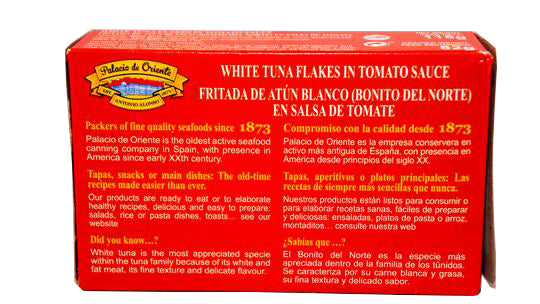 Palacio de Oriente
EST. 1873
ANTONIO ALONSO
WHITE TUNA FLAKES IN TOMATO SAUCE
FRITADA DE ATÚN BLANCO (BONITO DEL NORTE)
EN SALSA DE TOMATE
Packers of fine quality seafoods since 1873
Palacio de Oriente is the oldest active seafood
canning company in Spain, with presence in
America since early XXth century.
Tapas, snacks or main dishes: The old-time
recipes made easier than ever.
Our products are ready to eat or to elaborate
healthy recipes, delicious and easy to prepare:
salads, rice or pasta dishes, toasts... see our
website
Did you know...?
White tuna is the most appreciated specie
within the tuna family because of its white and
fat meat, its fine texture and delicate flavour.
Compromiso con la calidad desde 1873
Palacio de Oriente es la empresa conservera en
activo más antigua de España, con presencia en
América desde principios del siglo XX.
Tapas, aperitivos o platos principales: Las
recetas de siempre más sencillas que nunca.
Nuestros productos están listos para consumir o
para elaborar recetas sanas, fáciles de preparar
y deliciosas: ensaladas, platos de pasta o arroz,
montaditos... consulte nuestra web
¿Sabías que ...?
El Bonito del Norte es la especie más
apreciada dentro de la familia de los túnidos.
Se caracteriza por su carne blanca y grasa,
su fina textura y delicado sabor.